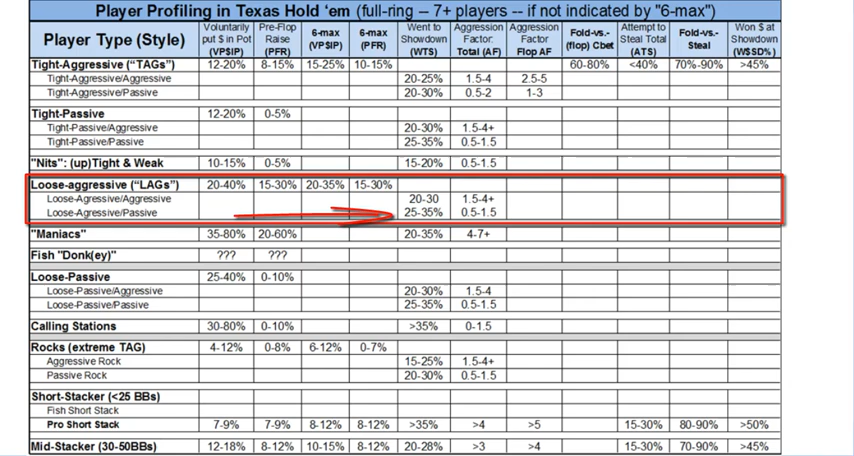 Player Profiling in Texas Hold 'em (full-ring -- 7+ players -- if not indicated by "6-max")
Player Type (Style) Voluntarily put $ in Pot (VP$IP) Pre-Flop Raise (PFR) 6-max (VP$IP) 6-max (PFR) Went to Showdown (WTS) Aggression Factor: Total (AF) Aggression Factor Flop AF Fold-vs.- (flop) Cbet Attempt to Steal Total (ATS) Fold-vs.- Steal Won $ at Showdown (W$SD%)
Tight-Aggressive ("TAGs") 12-20% 8-15% 15-25% 10-15% 60-80% <40% 70%-90% >45%
Tight-Aggressive/Aggressive 20-25% 1.5-4 2.5-5
Tight-Aggressive/Passive 20-30% 0.5-2 1-3
Tight-Passive 12-20% 0-5%
Tight-Passive/Aggressive 20-30% 1.5-4+
Tight-Passive/Passive 25-35% 0.5-1.5
"Nits": (up)Tight & Weak 10-15% 0-5% 15-20% 0.5-1.5
Loose-aggressive ("LAGs") 20-40% 15-30% 20-35% 15-30%
Loose-Agressive/Aggressive 20-30 1.5-4+
Loose-Agressive/Passive 25-35% 0.5-1.5
"Maniacs" 35-80% 20-60% 20-35% 4-7+
Fish "Donk(ey)" ??? ???
Loose-Passive 25-40% 0-10%
Loose-Passive/Aggressive 20-30% 1.5-4
Loose-Passive/Passive 25-35% 0.5-1.5
Calling Stations 30-80% 0-10% >35% 0-1.5
Rocks (extreme TAG) 4-12% 0-8% 6-12% 0-7%
Aggressive Rock 15-25% 1.5-4+
Passive Rock 20-30% 0.5-1.5
Short-Stacker (<25 BBs)
Fish Short Stack
Pro Short Stack 7-9% 7-9% 8-12% 8-12% >35% >4 >5 15-30% 80-90% >50%
Mid-Stacker (30-50BBs) 12-18% 8-12% 10-15% 8-12% 20-28% >3 >4 15-30% 70-90% >45%